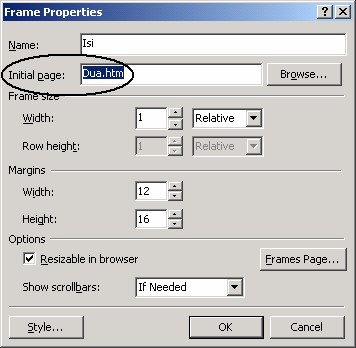 Frame Properties
Name: Isi
Initial page: Dua.htm Browse...
Frame size
Width: 1 Relative
Row height: 1 Relative
Margins
Width: 12
Height: 16
Options
Resizable in browser Frames Page...
Show scrollbars: If Needed
Style... OK Cancel